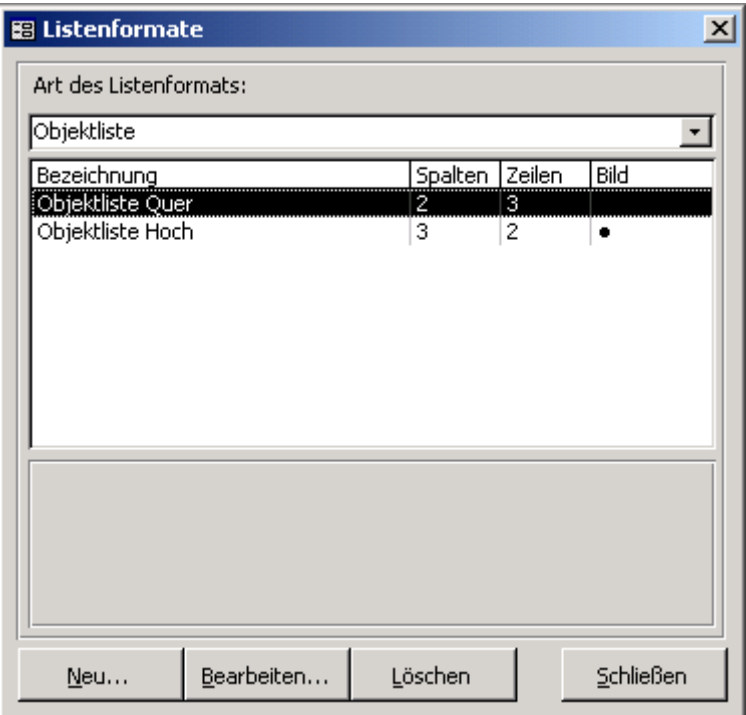 Listenformate
Art des Listenformats:
Objektliste
Bezeichnung Spalten Zeilen Bild
Objektliste Quer 2 3
Objektliste Hoch 3 2 •
Neu... Bearbeiten... Löschen Schließen